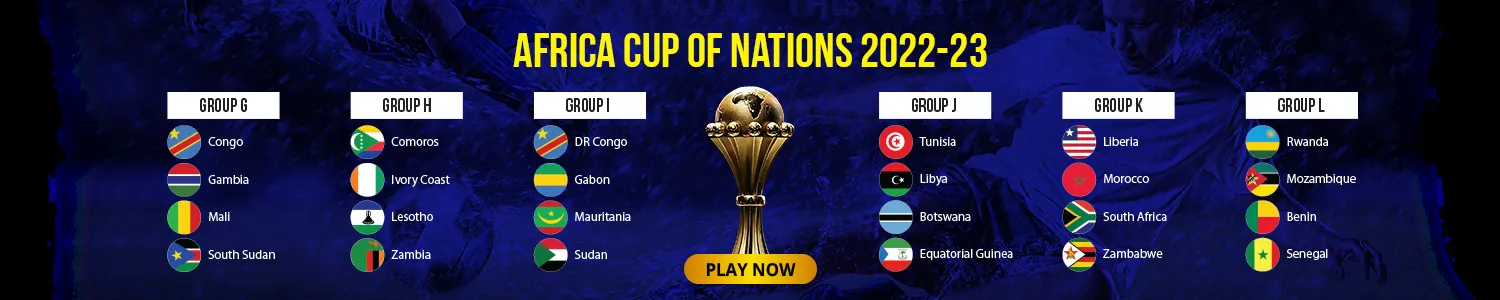 AFRICA CUP OF NATIONS 2022-23
GROUP G
Congo
Gambia
Mali
South Sudan
GROUP H
Comoros
Ivory Coast
Lesotho
Zambia
GROUP I
DR Congo
Gabon
Mauritania
Sudan
GROUP J
Tunisia
Libya
Botswana
Equatorial Guinea
GROUP K
Liberia
Morocco
South Africa
Zimbabwe
GROUP L
Rwanda
Mozambique
Benin
Senegal
PLAY NOW